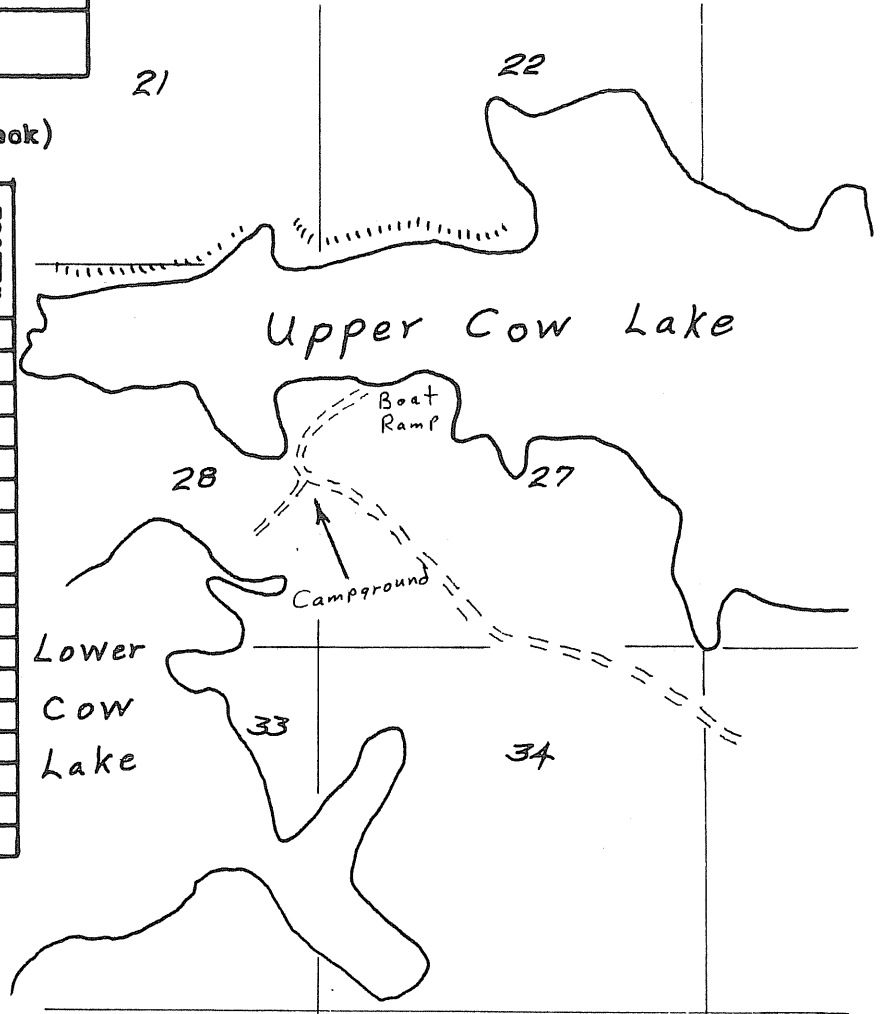 21
22
ook)
Upper Cow Lake
Boat
Ramp
28
27
Campground
Lower
Cow
Lake
33
34